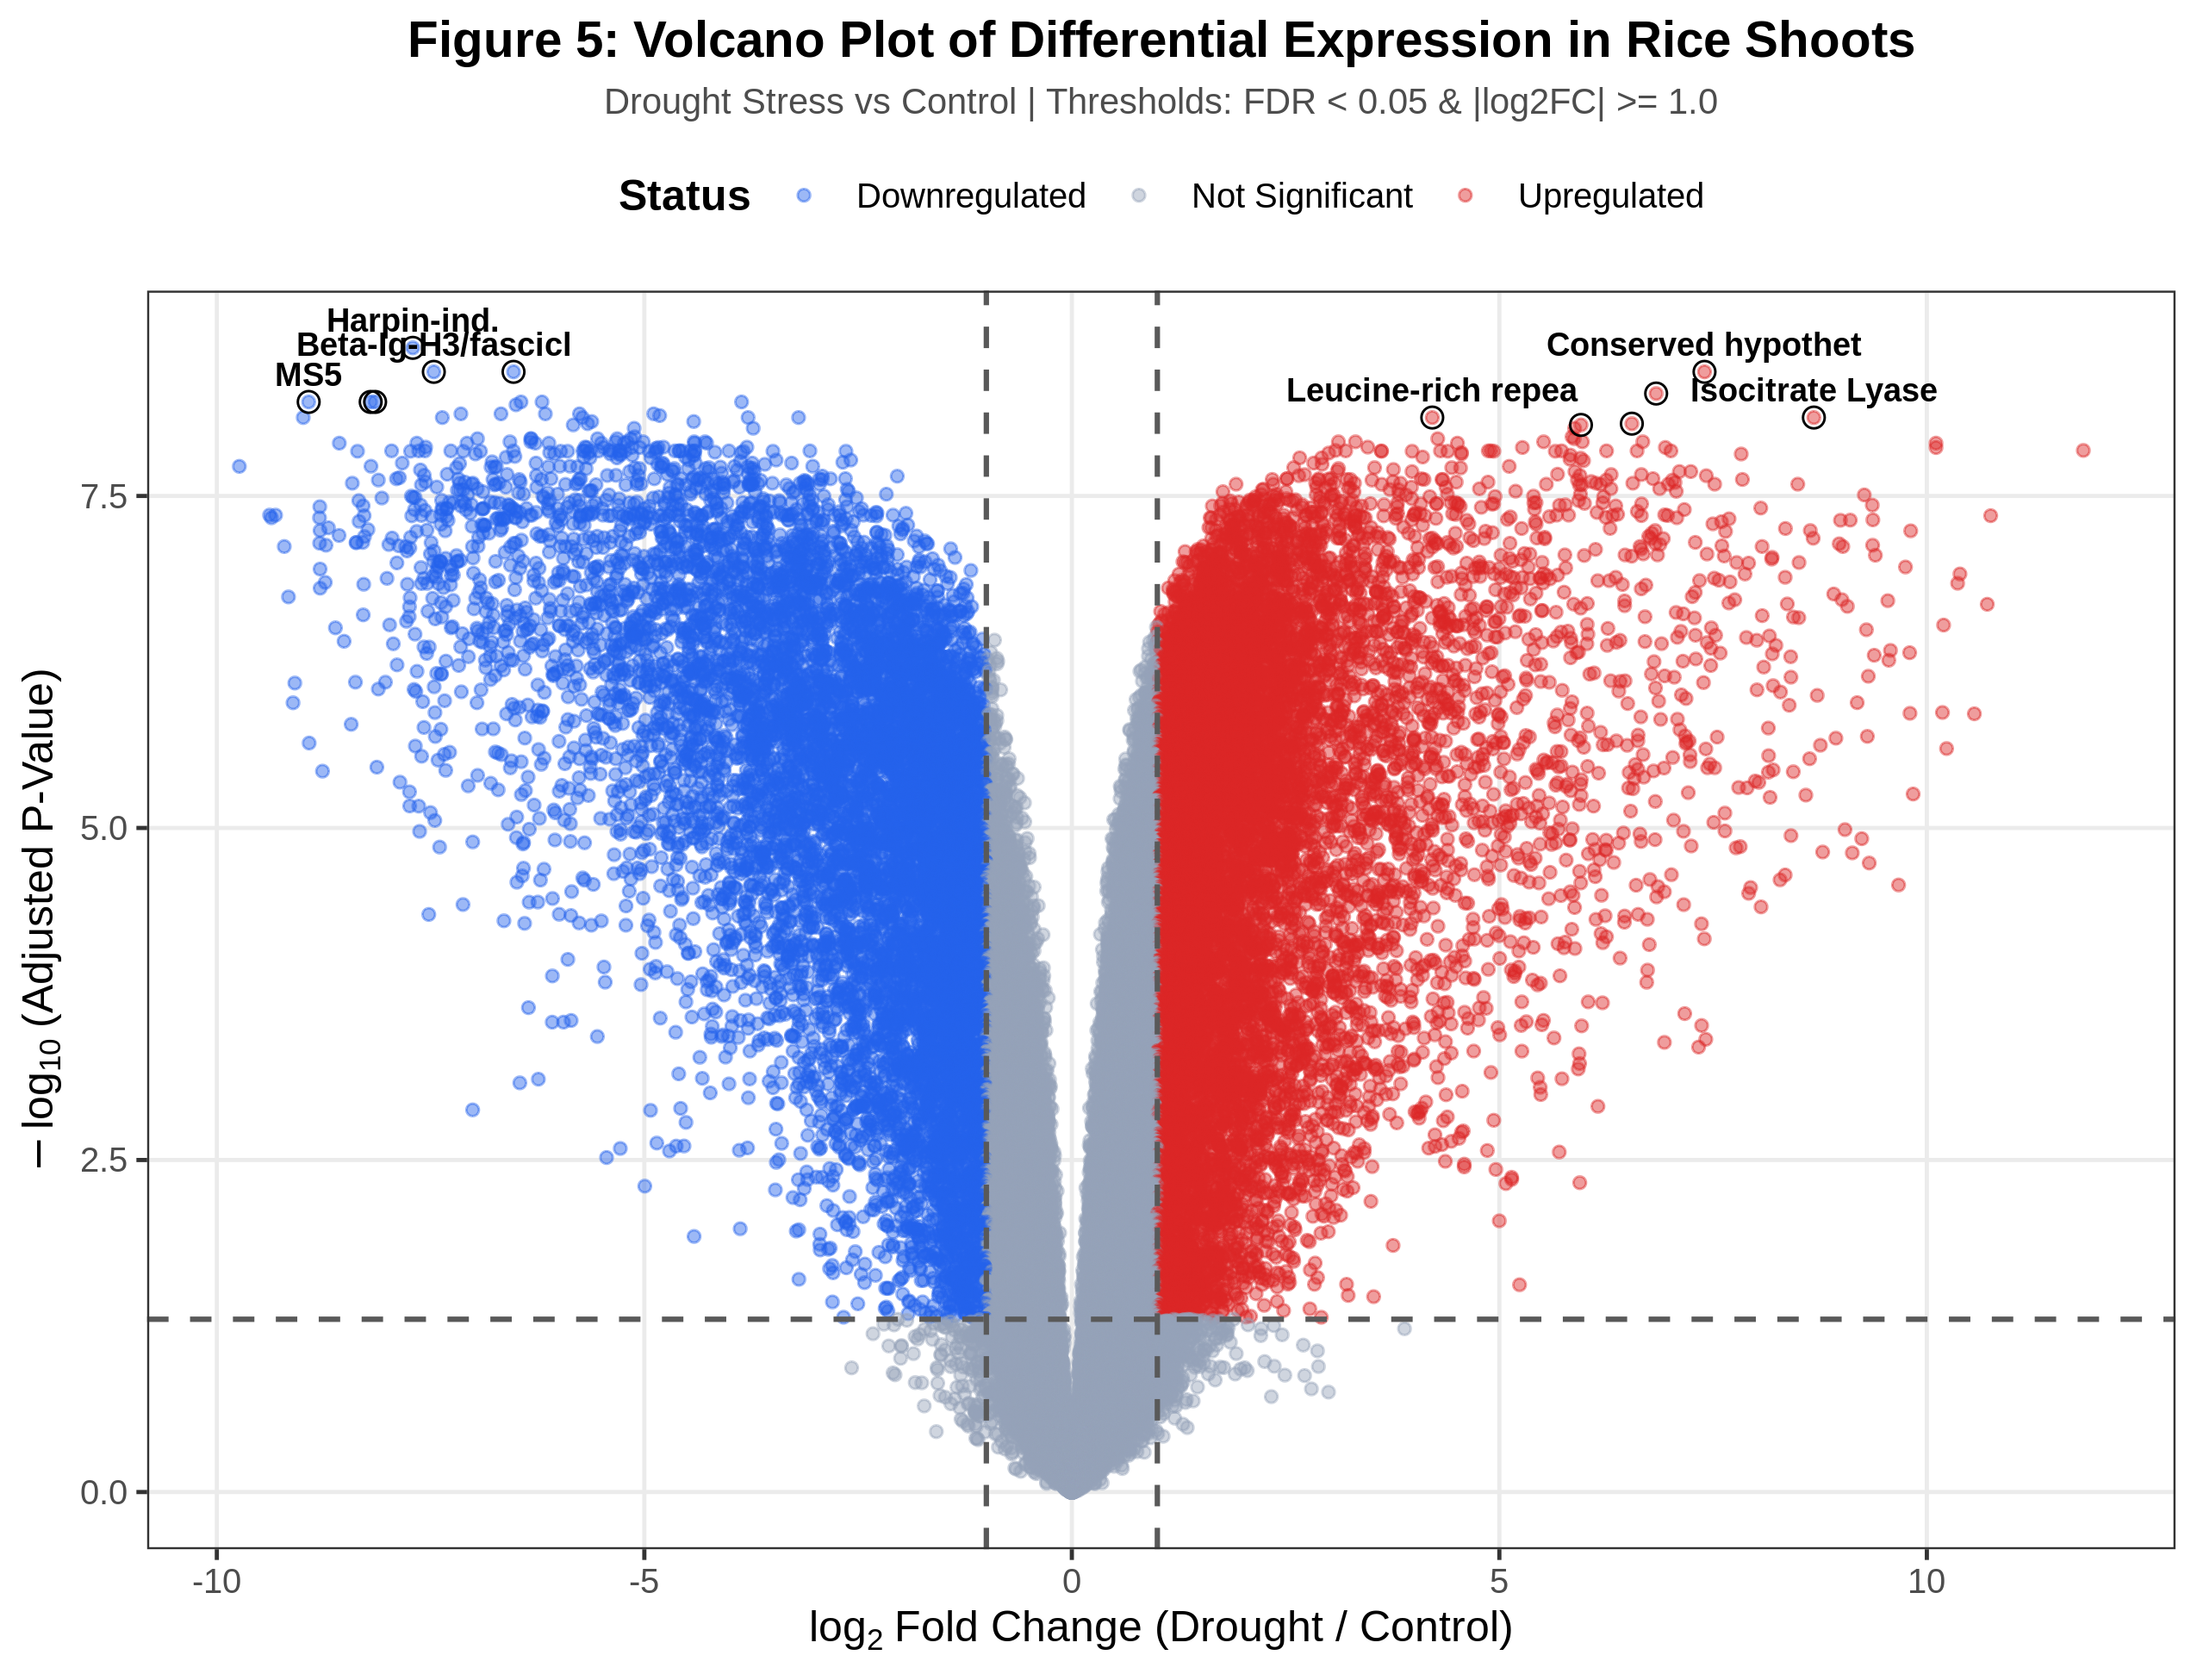 Figure 5: Volcano Plot of Differential Expression in Rice Shoots
Drought Stress vs Control | Thresholds: FDR < 0.05 & |log2FC| >= 1.0
Status Downregulated Not Significant Upregulated
Harpin-ind.
Beta-Ig-H3/fascicl
MS5
Conserved hypothet
Leucine-rich repea
Isocitrate Lyase
− log₁₀ (Adjusted P-Value)
7.5
5.0
2.5
0.0
-10 -5 0 5 10
log₂ Fold Change (Drought / Control)